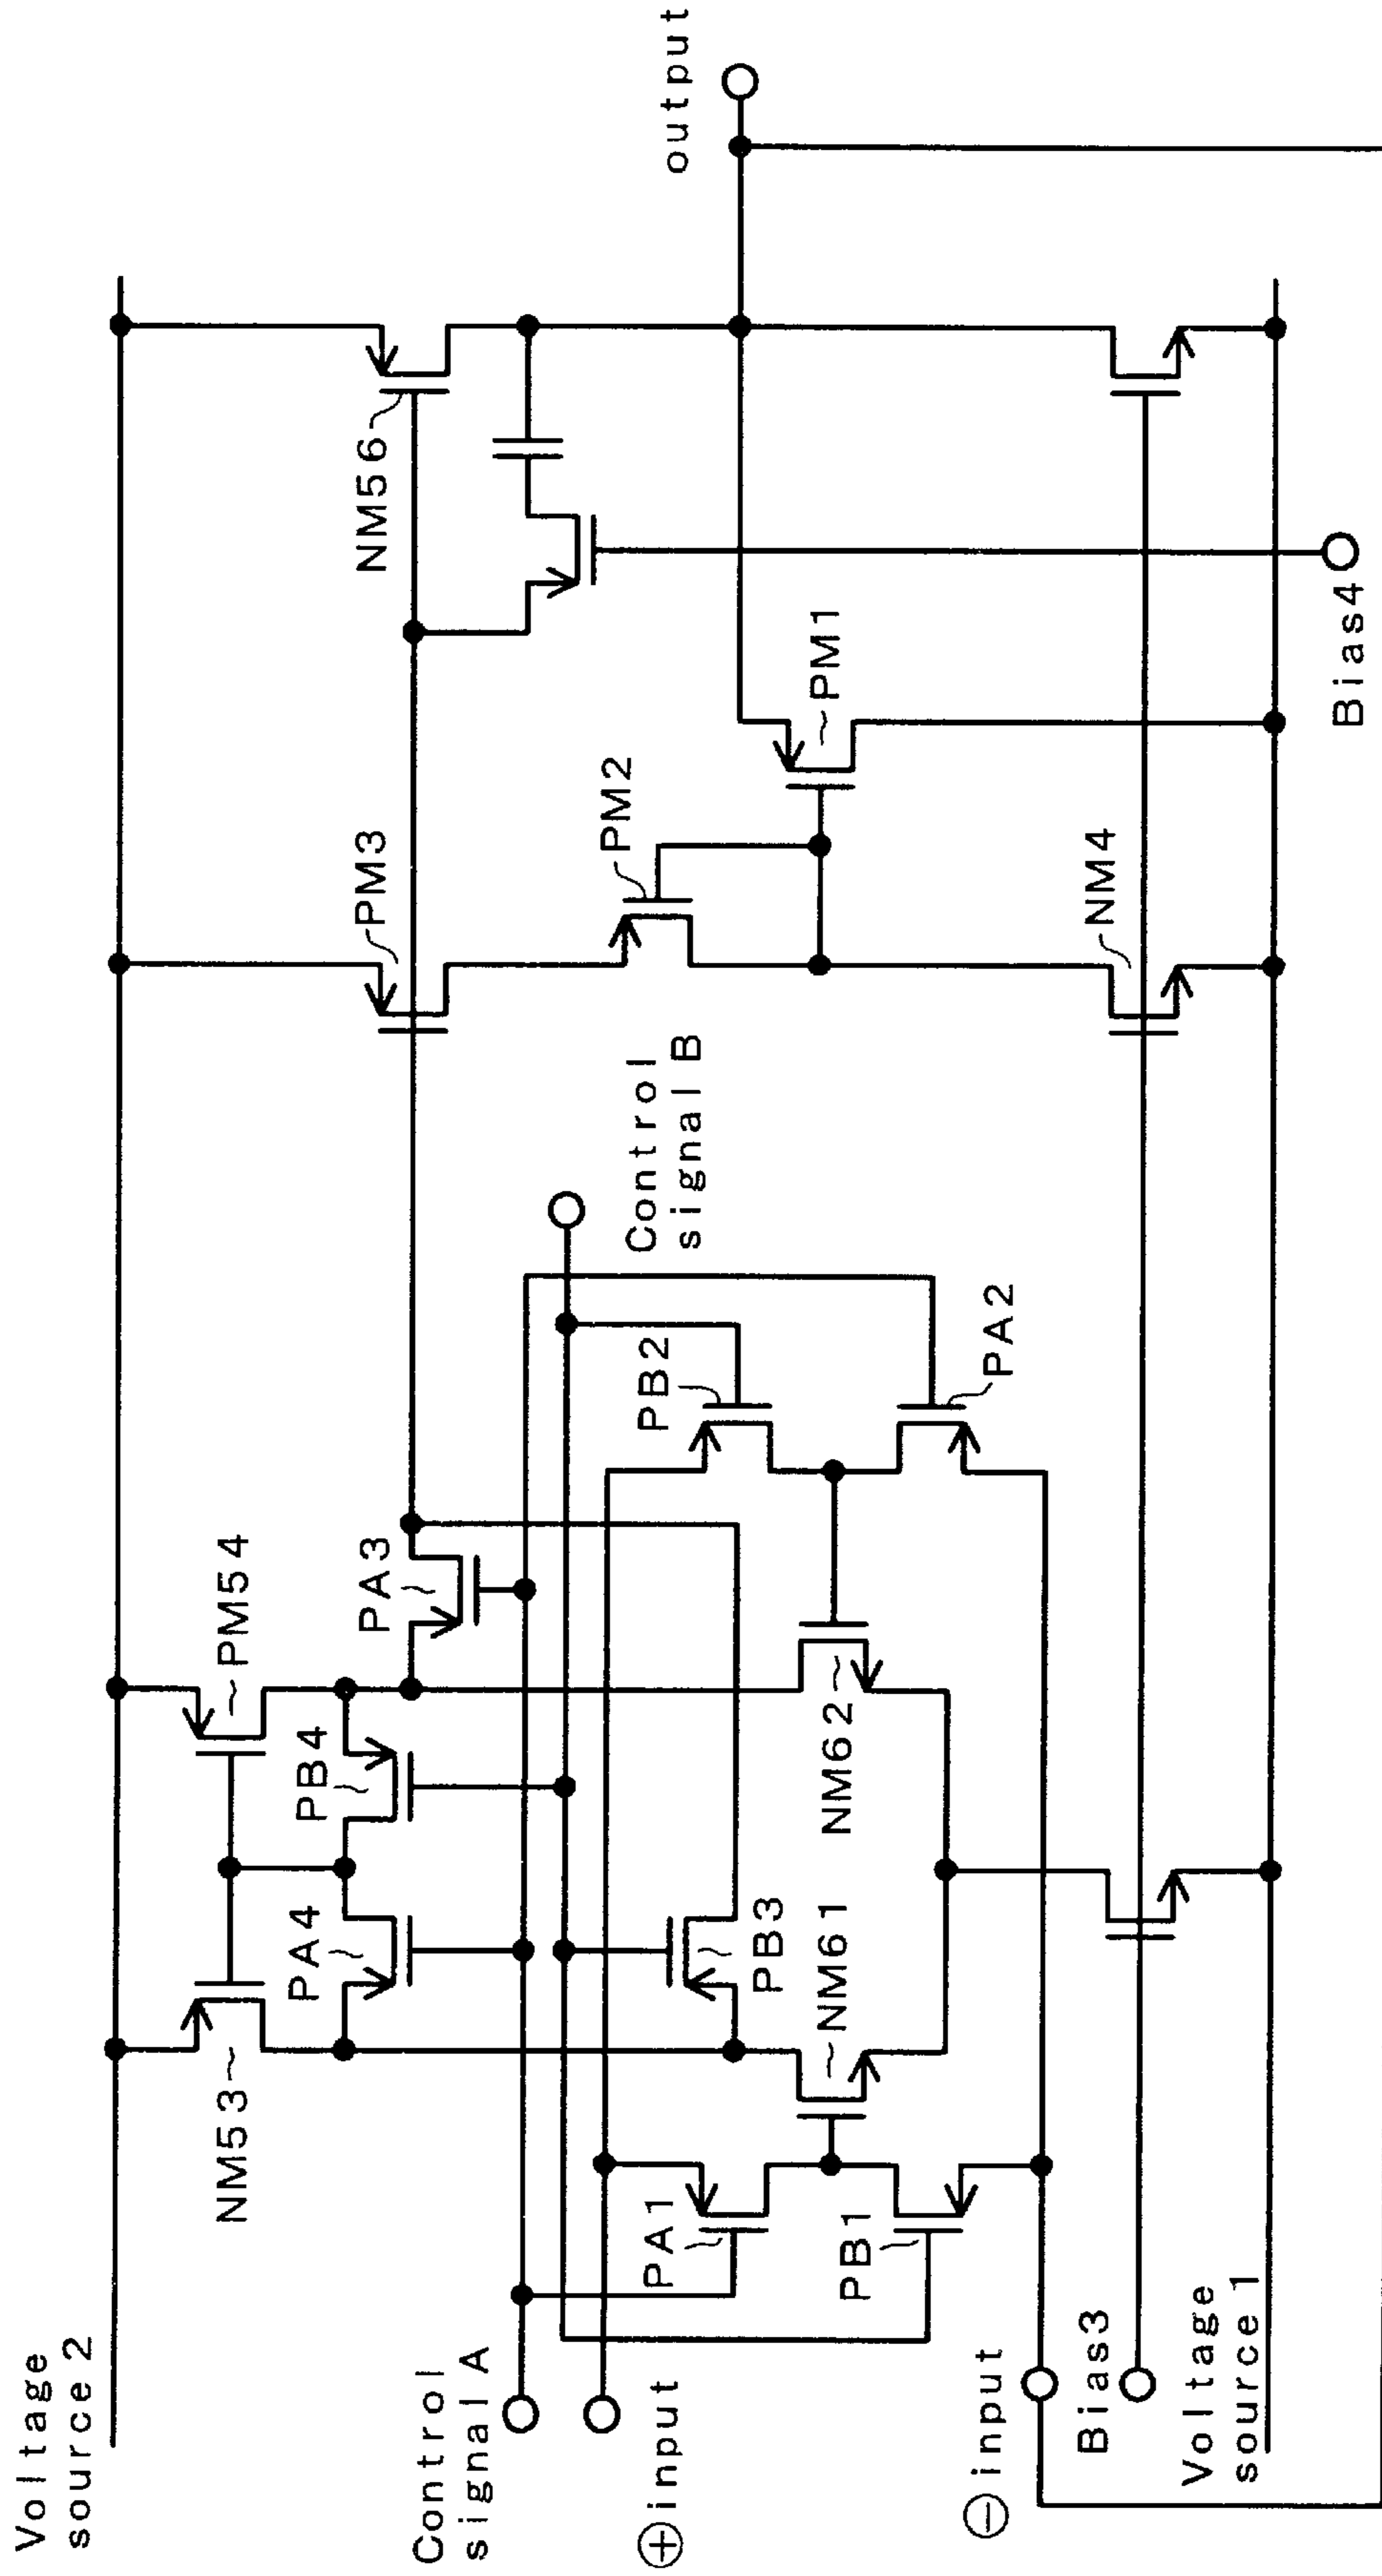 Voltage
source 2
NM53
PM54
PA4
PB4
PA3
Control
signal A
⊕input
PA1
PB1
PB3
NM61
NM62
PB2
PA2
Control
signal B
PM3
PM2
PM1
NM4
NM56
output
⊖input
Bias3
Voltage
source 1
Bias4